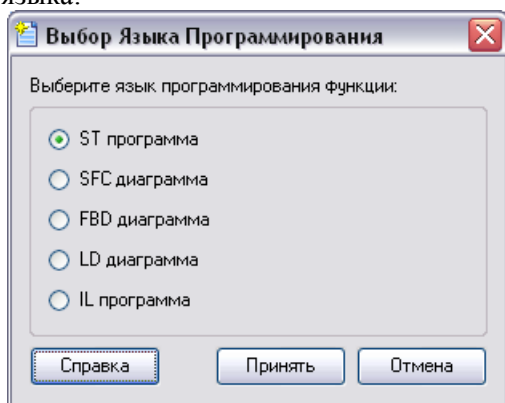 языка:
Выбор Языка Программирования
Выберите язык программирования функции:
ST программа
SFC диаграмма
FBD диаграмма
LD диаграмма
IL программа
Справка Принять Отмена